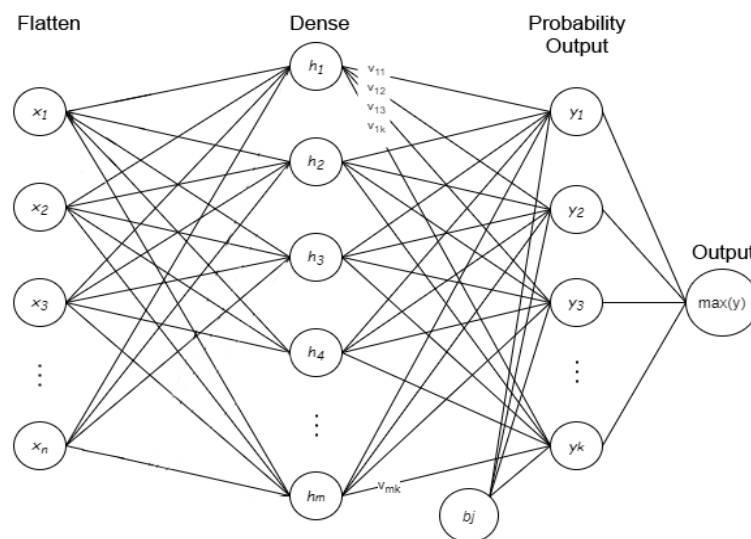 Flatten
Dense
Probability
Output
x1
x2
x3
⋮
xn
h1
h2
h3
h4
⋮
hm
v11
v12
v13
v1k
vmk
y1
y2
y3
⋮
yk
bj
Output
max(y)